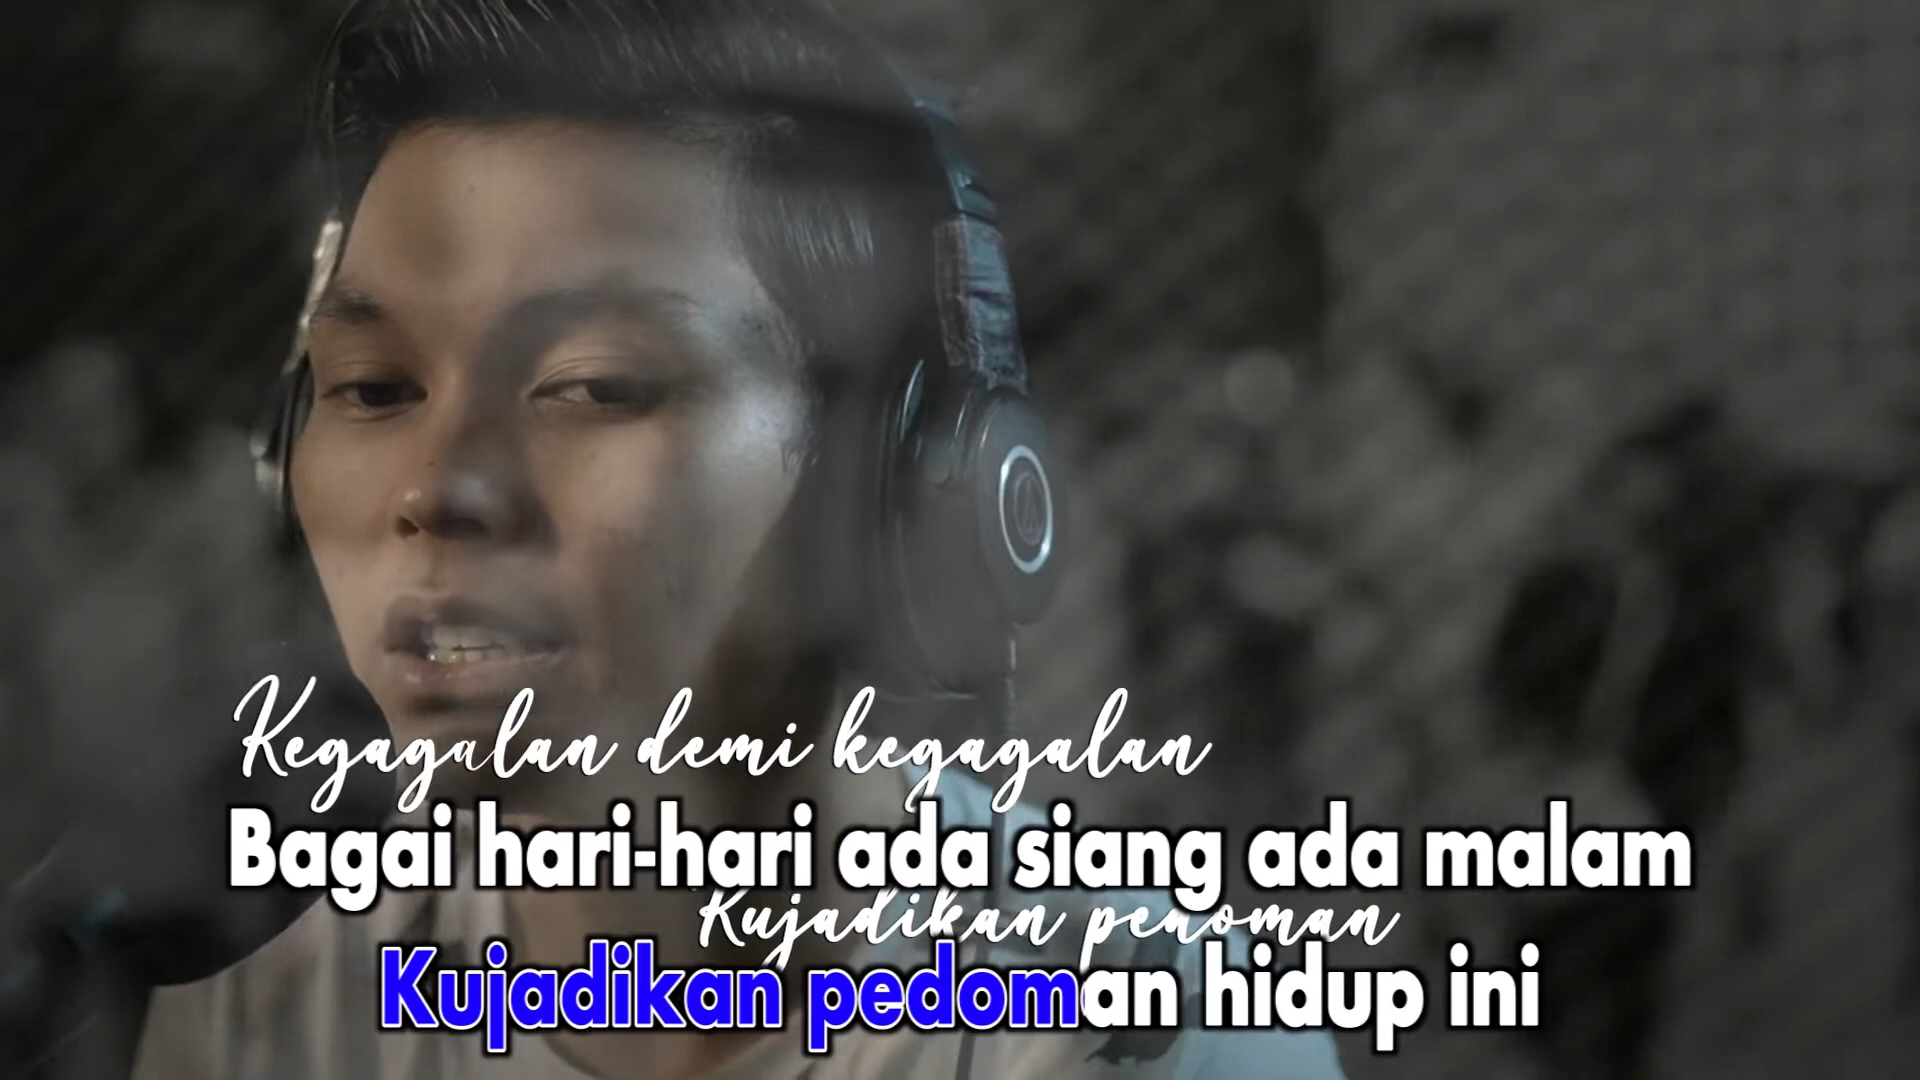 Kegagalan demi kegagalan
Bagai hari-hari ada siang ada malam
Kujadikan pedoman
Kujadikan pedoman hidup ini